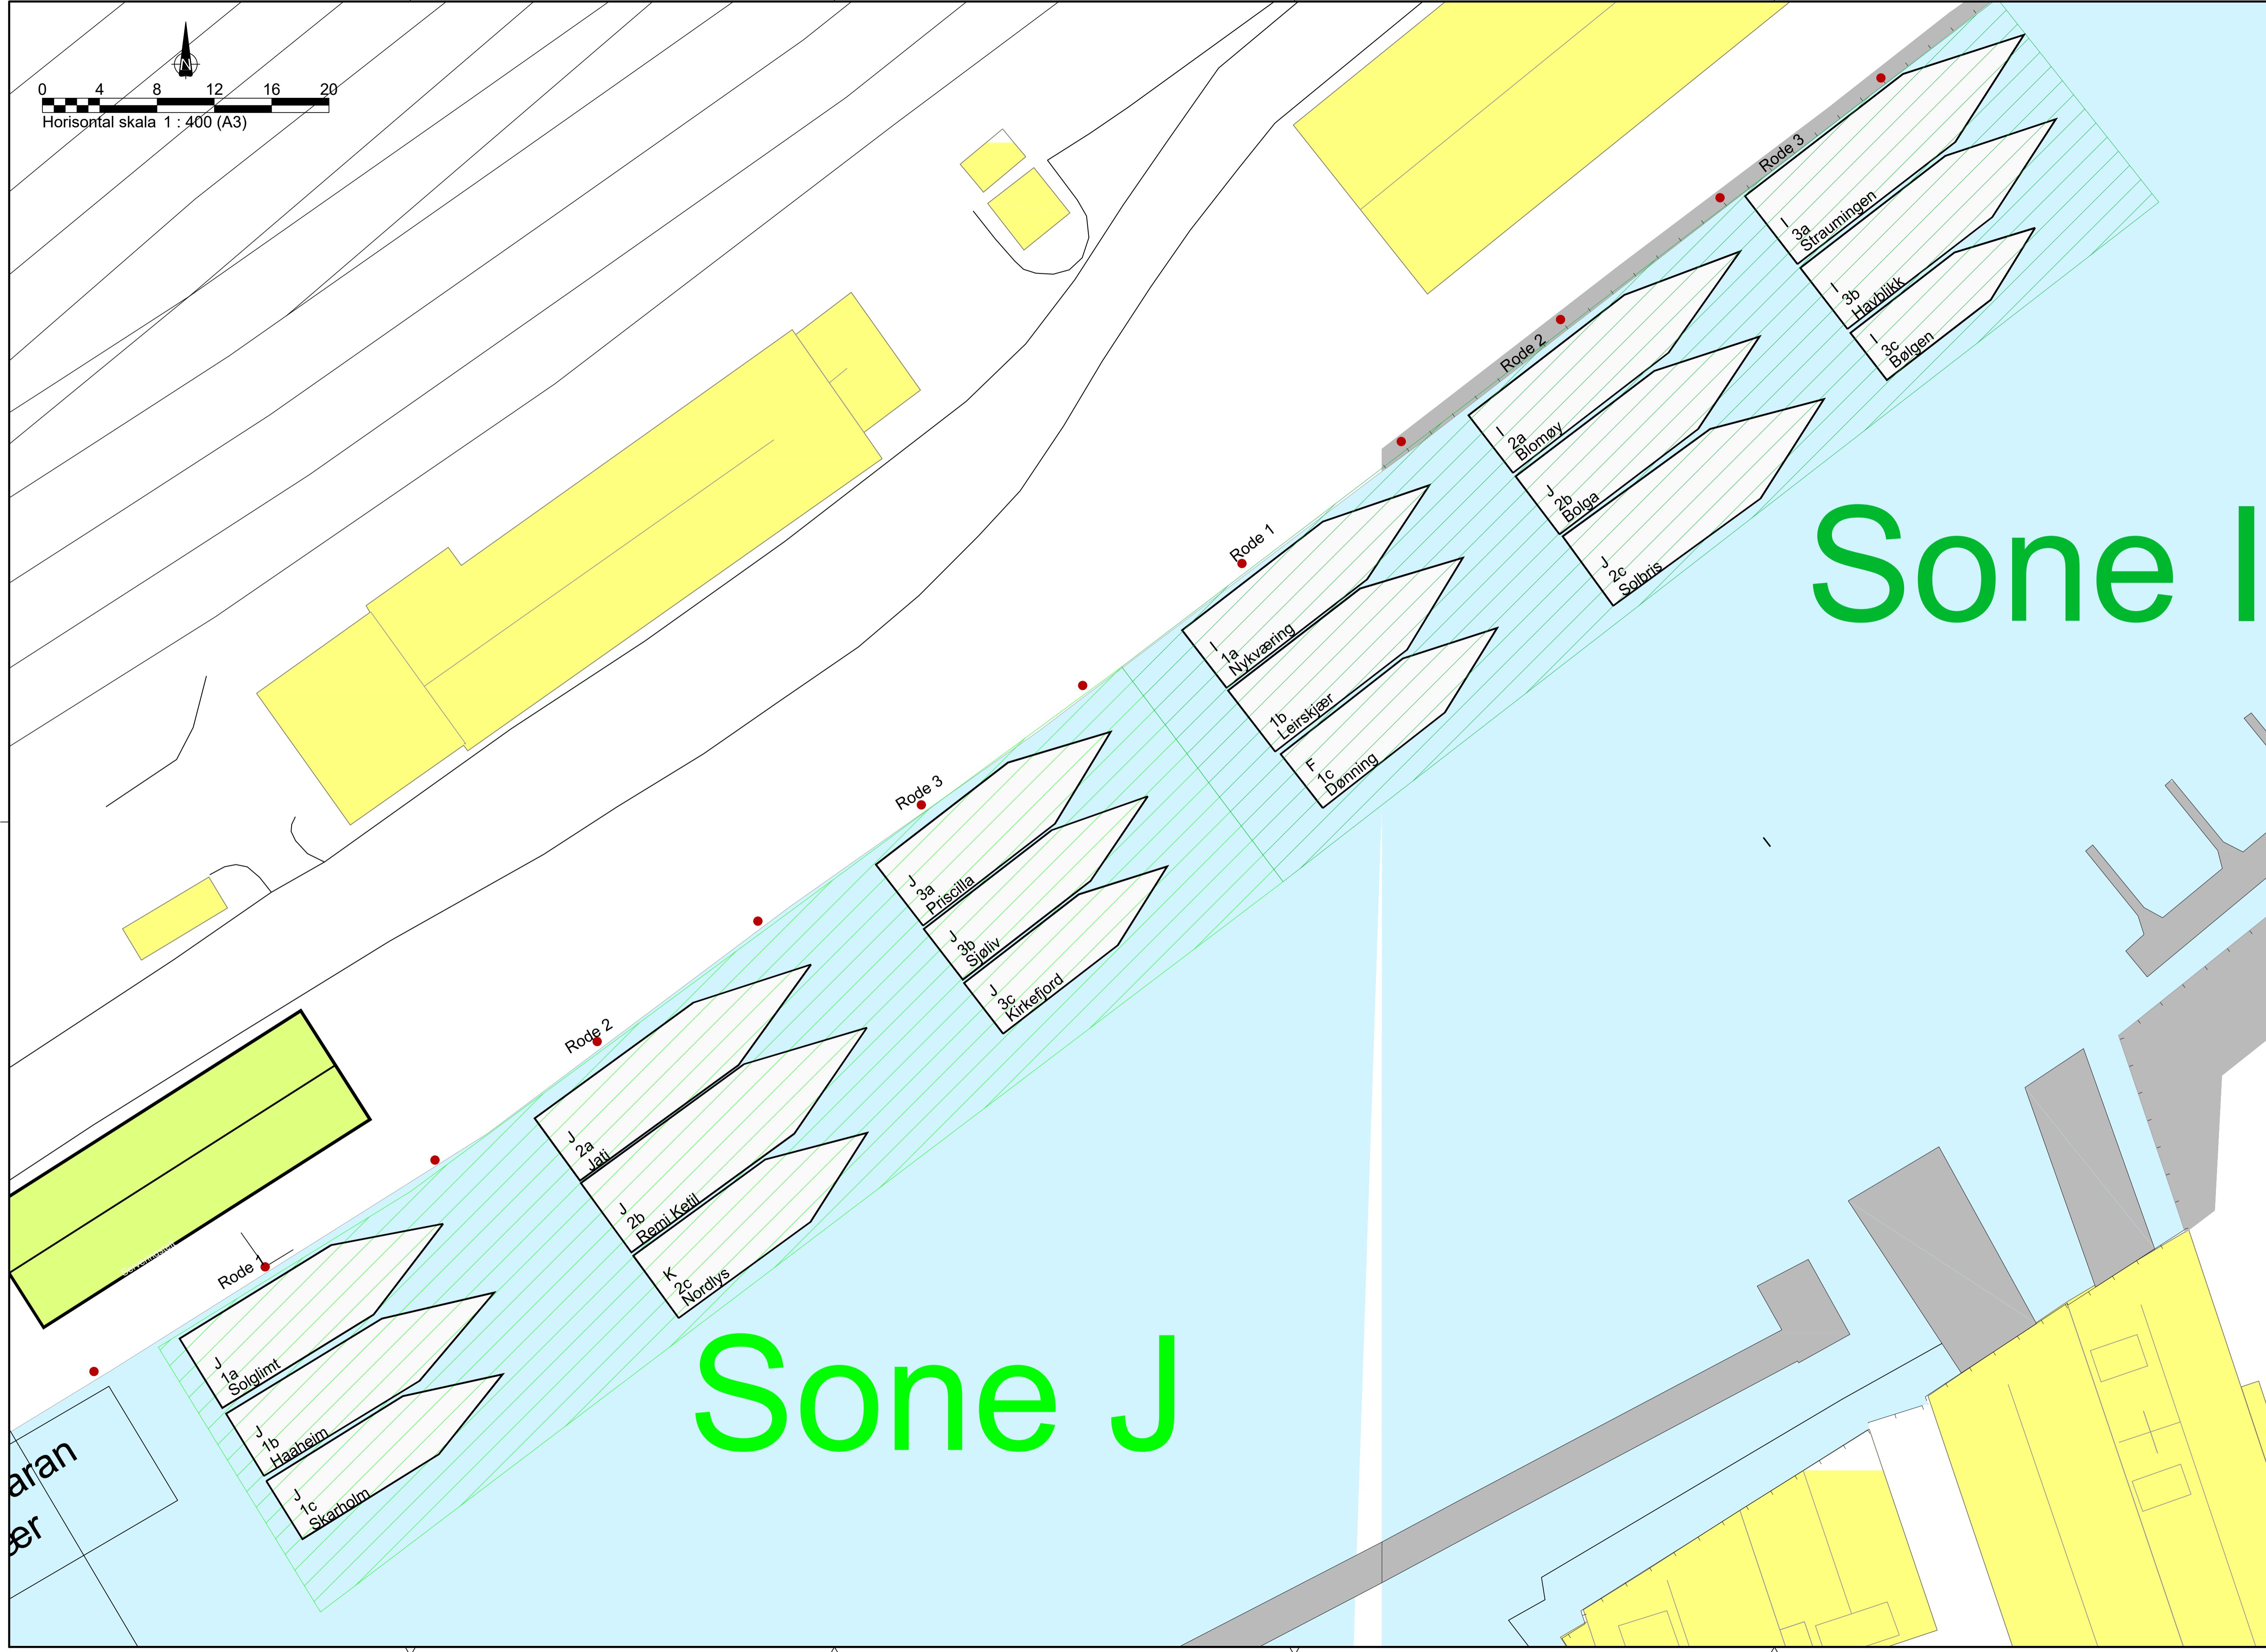 N
0 4 8 12 16 20
Horisontal skala 1 : 400 (A3)
Rode 3
I
3a
Straumingen
I
3b
Havblikk
I
3c
Bølgen
Rode 2
I
2a
Blomøy
J
2b
Bolga
J
2c
Solbris
Sone I
Rode 1
I
1a
Nykværing
1b
Leirskjær
F
1c
Dønning
I
Rode 3
J
3a
Priscilla
J
3b
Sjøliv
J
3c
Kirkefjord
Rode 2
J
2a
Jati
J
2b
Remi Ketil
K
2c
Nordlys
Sone J
Rode 1
J
1a
Solglimt
J
1b
Haaheim
J
1c
Skarholm
aran
ær